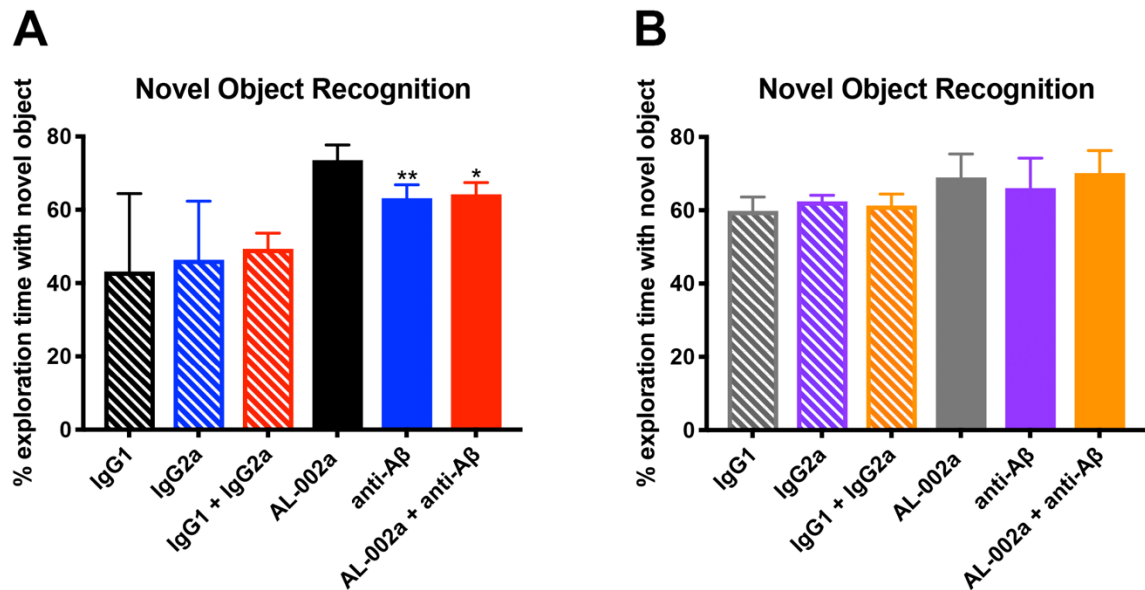 A
Novel Object Recognition
% exploration time with novel object
80
60
40
20
0
**
*
IgG1
IgG2a
IgG1 + IgG2a
AL-002a
anti-Aβ
AL-002a + anti-Aβ
B
Novel Object Recognition
% exploration time with novel object
80
60
40
20
0
IgG1
IgG2a
IgG1 + IgG2a
AL-002a
anti-Aβ
AL-002a + anti-Aβ